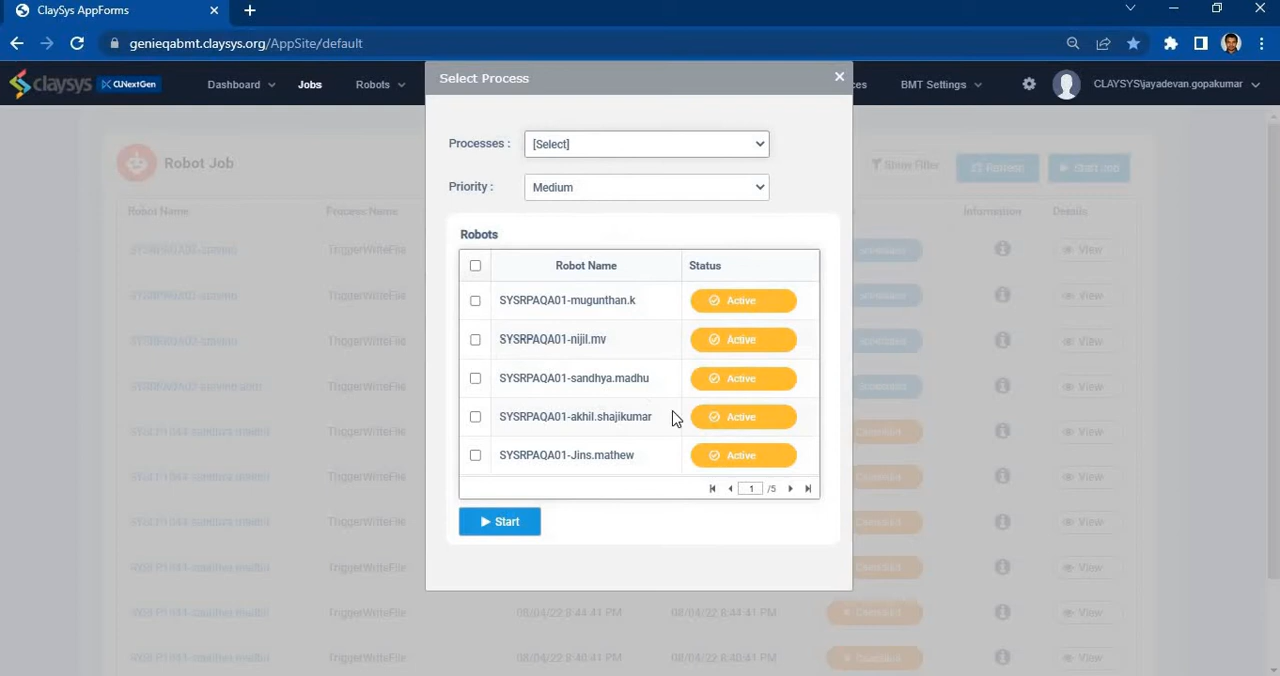 ClaySys AppForms
genieqabmt.claysys.org/AppSite/default
claysys CUNextGen Dashboard Jobs Robots ces BMT Settings CLAYSYS\jayadevan.gopakumar
Select Process
Processes : [Select]
Priority : Medium
Robot Job
Show Filter Refresh Start Job
Robots
Robot Name Process Name Information Details
Robot Name Status
SYSRPAQA01-mugunthan.k Active
SYSRPAQA01-nijil.mv Active
SYSRPAQA01-sandhya.madhu Active
SYSRPAQA01-akhil.shajikumar Active
SYSRPAQA01-Jins.mathew Active
1 /5
Start
TriggerWriteFile View
TriggerWriteFile View
TriggerWriteFile View
TriggerWriteFile View
TriggerWriteFile View
TriggerWriteFile View
TriggerWriteFile View
TriggerWriteFile View
TriggerWriteFile 08/04/22 8:44:41 PM 08/04/22 8:44:41 PM View
TriggerWriteFile 08/04/22 8:40:41 PM 08/04/22 8:40:41 PM View